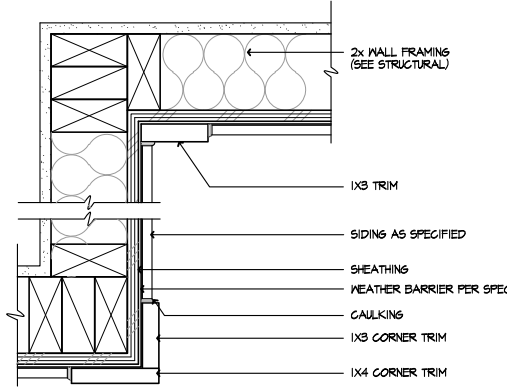 2x WALL FRAMING
(SEE STRUCTURAL)
1X3 TRIM
SIDING AS SPECIFIED
SHEATHING
WEATHER BARRIER PER SPEC
CAULKING
1X3 CORNER TRIM
1X4 CORNER TRIM